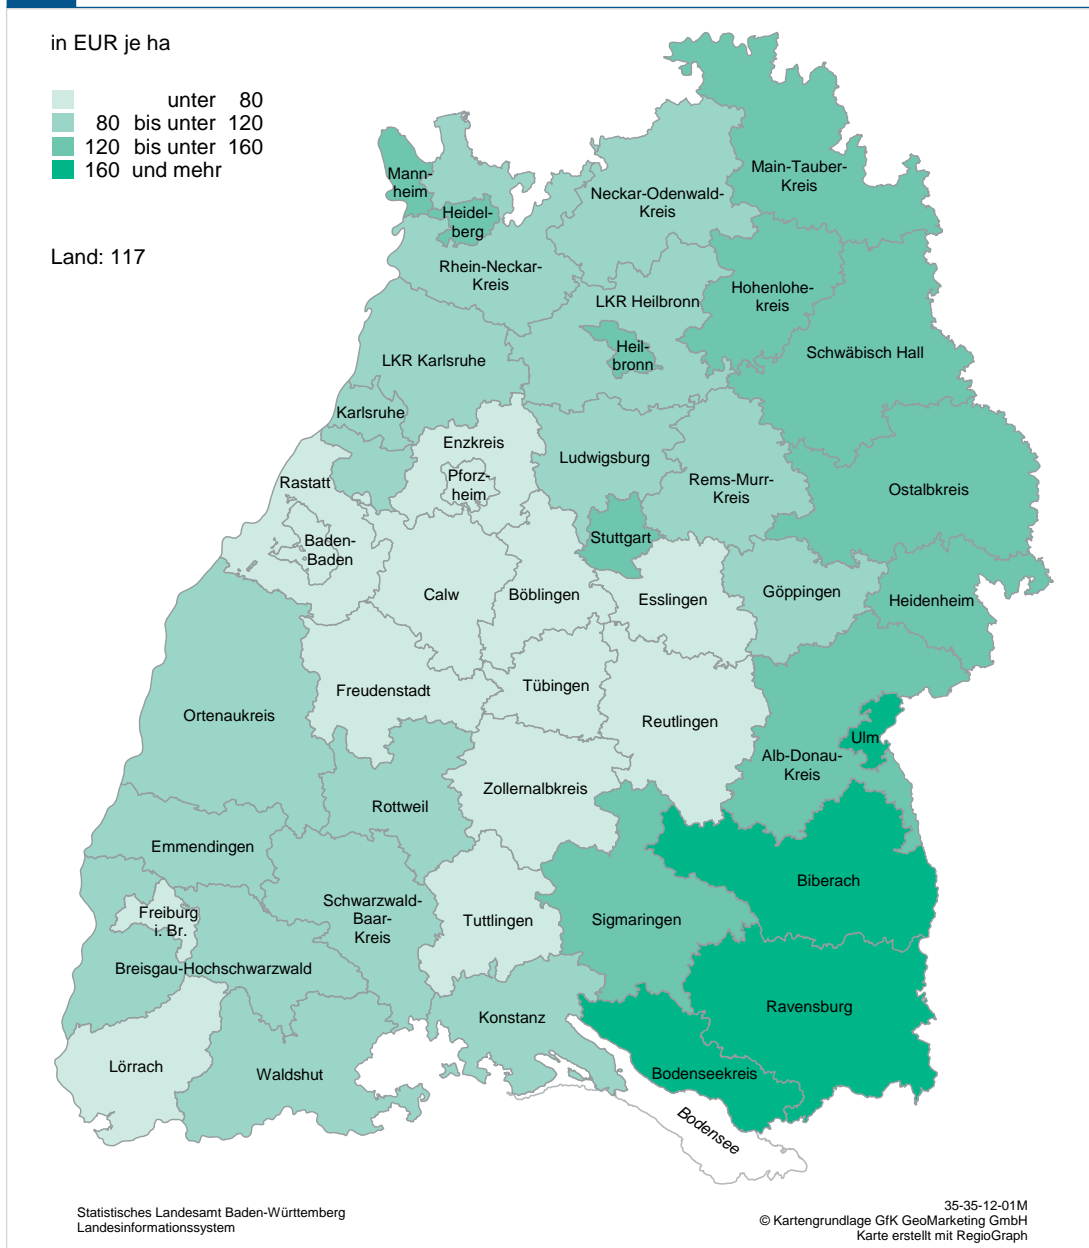 in EUR je ha
unter 80
80 bis unter 120
120 bis unter 160
160 und mehr
Land: 117
Main-Tauber-
Kreis
Mann-
heim
Neckar-Odenwald-
Kreis
Heidel-
berg
Rhein-Neckar-
Kreis
Hohenlohe-
kreis
LKR Heilbronn
Heil-
bronn
Schwäbisch Hall
LKR Karlsruhe
Karlsruhe
Enzkreis
Pforz-
heim
Ludwigsburg
Rems-Murr-
Kreis
Ostalbkreis
Rastatt
Baden-
Baden
Stuttgart
Calw
Böblingen
Esslingen
Göppingen
Heidenheim
Freudenstadt
Tübingen
Reutlingen
Ortenaukreis
Ulm
Alb-Donau-
Kreis
Zollernalbkreis
Rottweil
Emmendingen
Biberach
Freiburg
i. Br.
Schwarzwald-
Baar-
Kreis
Tuttlingen
Sigmaringen
Breisgau-Hochschwarzwald
Ravensburg
Konstanz
Lörrach
Waldshut
Bodenseekreis
Bodensee
Statistisches Landesamt Baden-Württemberg
Landesinformationssystem
35-35-12-01M
© Kartengrundlage GfK GeoMarketing GmbH
Karte erstellt mit RegioGraph